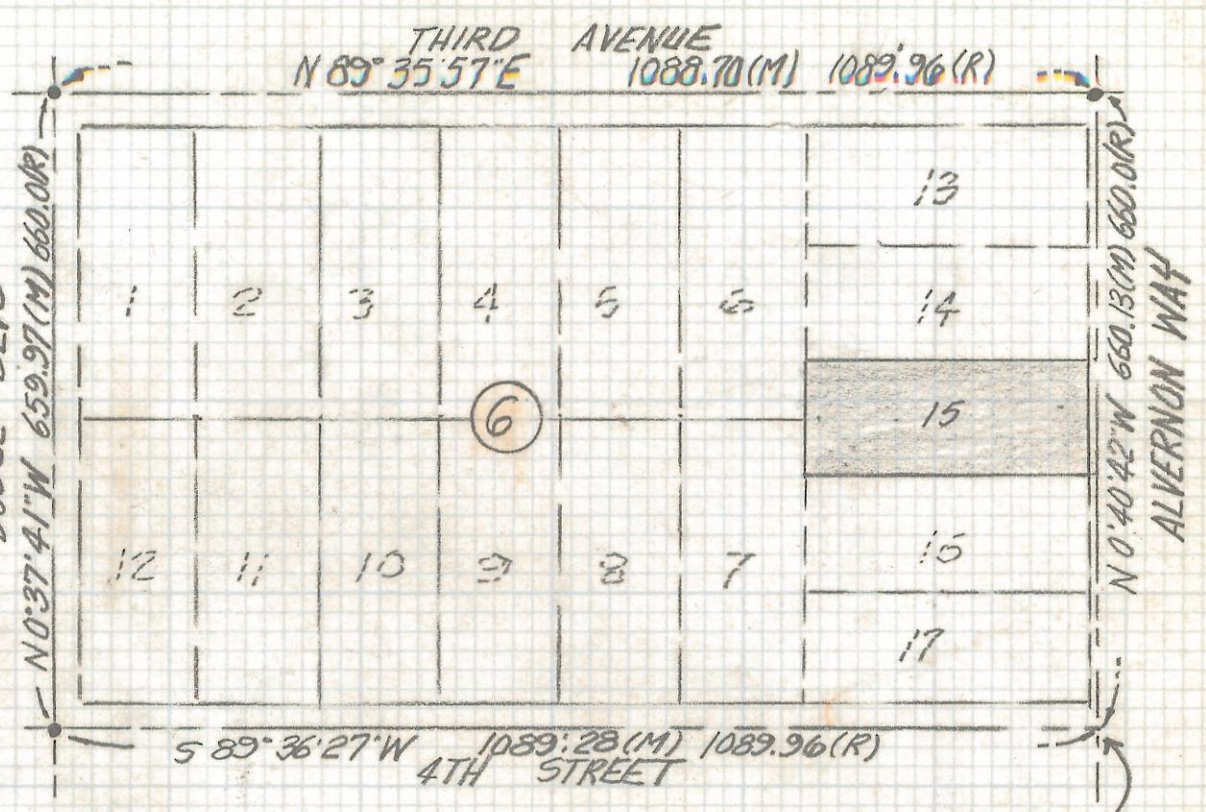 THIRD AVENUE
N 89° 35' 57" E 1088.70 (M) 1089.96 (R)
N 0° 37' 41" W 659.97 (M) 660.0 (R)
N 0° 40' 42" W 660.13 (M) 660.0 (R)
ALVERNON WAY
13
1 2 3 4 5 6 14
6 15
12 11 10 9 8 7 16
17
S 89° 36' 27" W 1089.28 (M) 1089.96 (R)
4TH STREET